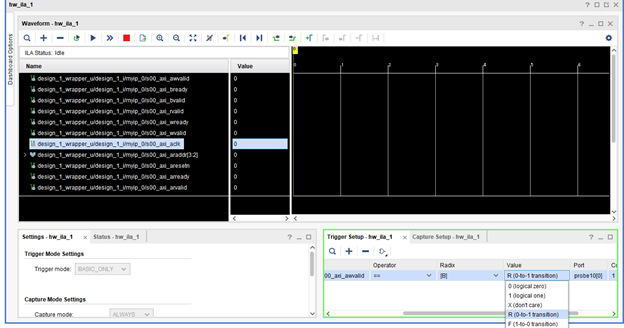 hw_ila_1
Dashboard Options
Waveform - hw_ila_1
ILA Status: Idle
Name Value
0
0 1 2 3 4 5 6
design_1_wrapper_u/design_1_i/myip_0/s00_axi_awvalid 0
design_1_wrapper_u/design_1_i/myip_0/s00_axi_bready 0
design_1_wrapper_u/design_1_i/myip_0/s00_axi_bvalid 0
design_1_wrapper_u/design_1_i/myip_0/s00_axi_rvalid 0
design_1_wrapper_u/design_1_i/myip_0/s00_axi_wready 0
design_1_wrapper_u/design_1_i/myip_0/s00_axi_wvalid 0
design_1_wrapper_u/design_1_i/myip_0/s00_axi_aclk 0
design_1_wrapper_u/design_1_i/myip_0/s00_axi_araddr[3:2] 0
design_1_wrapper_u/design_1_i/myip_0/s00_axi_aresetn 0
design_1_wrapper_u/design_1_i/myip_0/s00_axi_arready 0
design_1_wrapper_u/design_1_i/myip_0/s00_axi_arvalid 0
Settings - hw_ila_1 Status - hw_ila_1
Trigger Mode Settings
Trigger mode: BASIC_ONLY
Capture Mode Settings
Capture mode: ALWAYS
Trigger Setup - hw_ila_1 Capture Setup - hw_ila_1
Operator Radix Value Port
00_axi_awvalid == [B] R (0-to-1 transition) probe10[0] 1
0 (logical zero)
1 (logical one)
X (don't care)
R (0-to-1 transition)
F (1-to-0 transition)